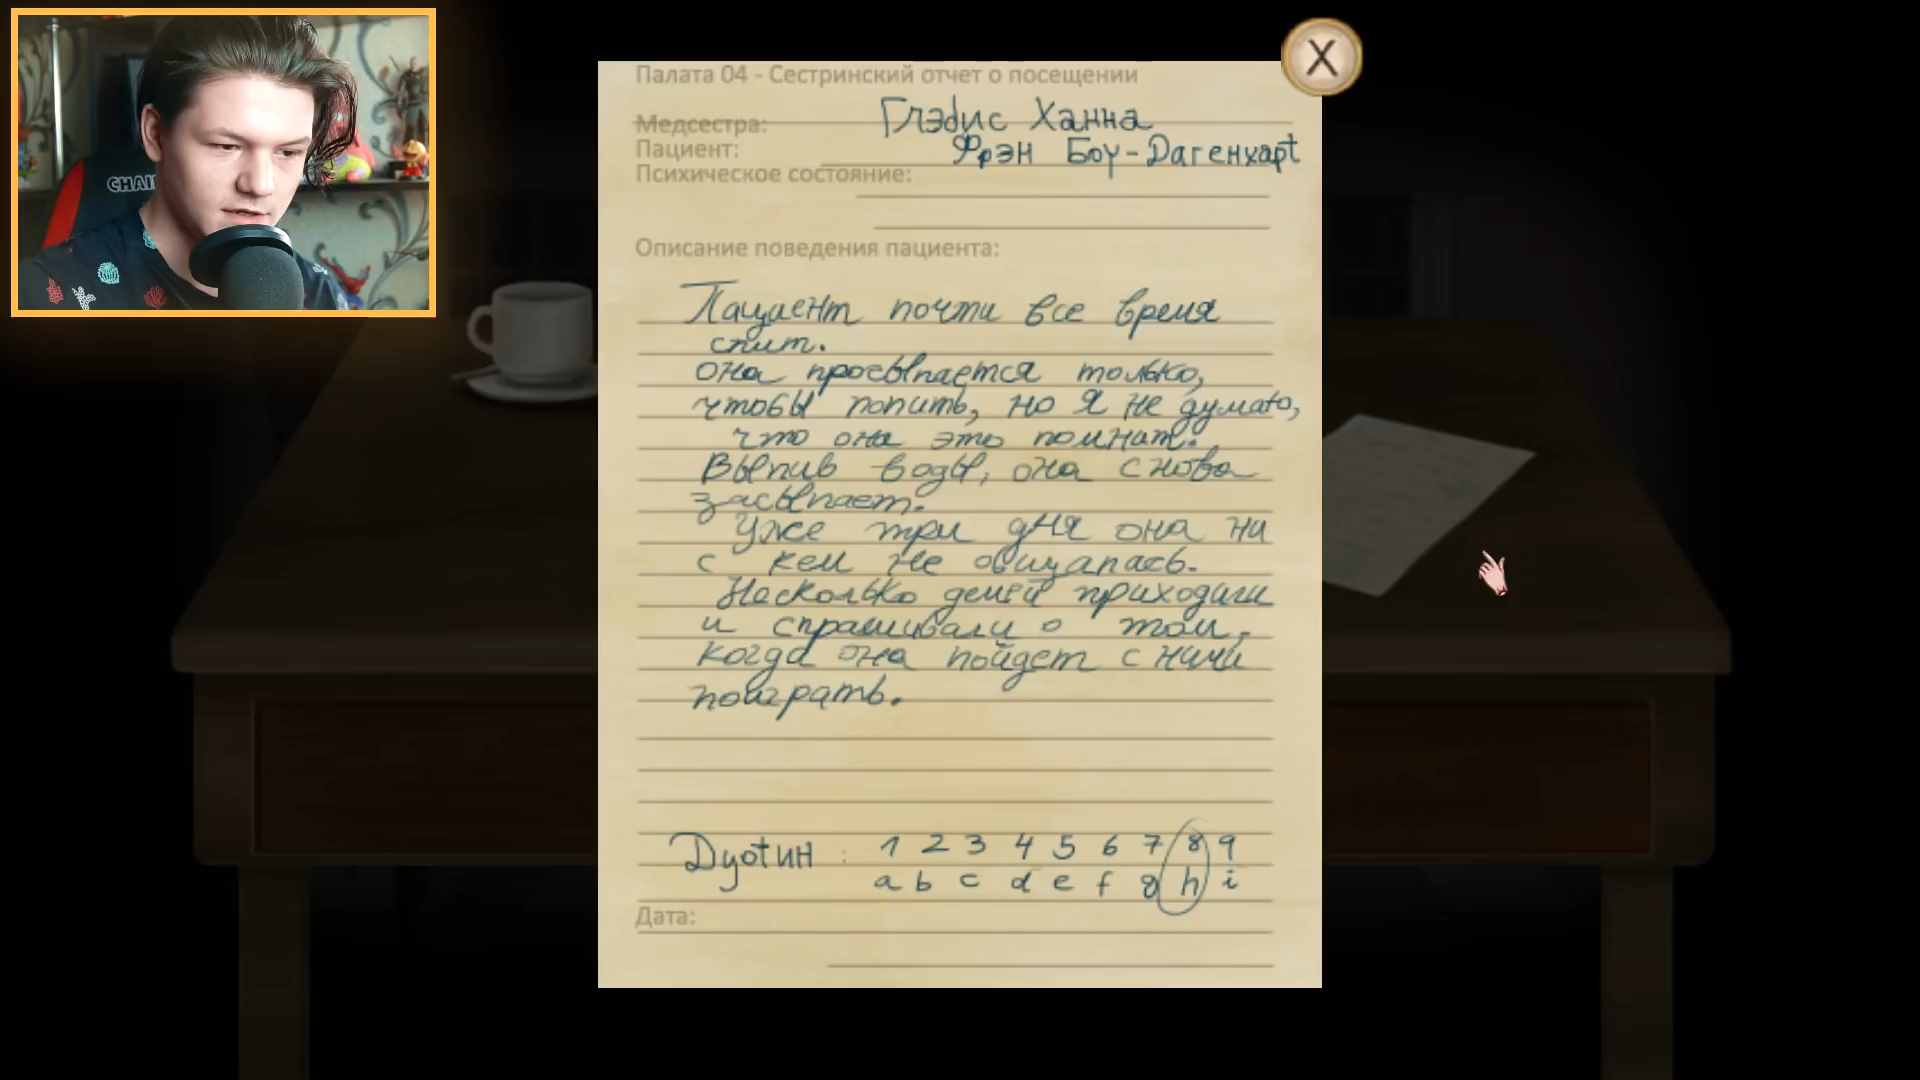 CHAI
X
Палата 04 - Сестринский отчет о посещении
Медсестра: Глэдис Ханна
Пациент: Фрэн Боу-Дагенхарt
Психическое состояние:
Описание поведения пациента:
Пациент почти все время
спит.
она просыпается только,
чтобы попить, но я не думаю,
что она это помнит.
Выпив воды, она снова
засыпает.
Уже три дня она ни
с кем не общалась.
Несколько детей приходили
и спрашивали о том,
когда она пойдет с ними
поиграть.
Дуоtин : 1 2 3 4 5 6 7 8 9
a b c d e f g h i
Дата: